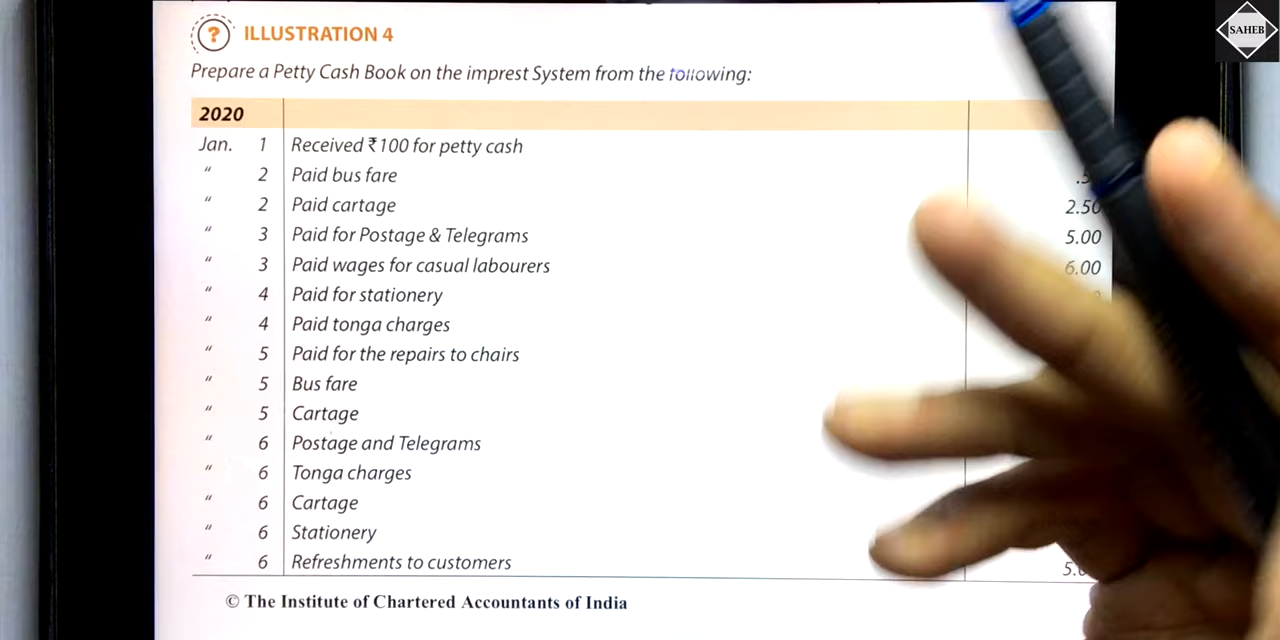 SAHEB
? ILLUSTRATION 4
Prepare a Petty Cash Book on the imprest System from the following:
2020
Jan. 1 Received ₹100 for petty cash
" 2 Paid bus fare
" 2 Paid cartage 2.50
" 3 Paid for Postage & Telegrams 5.00
" 3 Paid wages for casual labourers 6.00
" 4 Paid for stationery
" 4 Paid tonga charges
" 5 Paid for the repairs to chairs
" 5 Bus fare
" 5 Cartage
" 6 Postage and Telegrams
" 6 Tonga charges
" 6 Cartage
" 6 Stationery
" 6 Refreshments to customers
© The Institute of Chartered Accountants of India